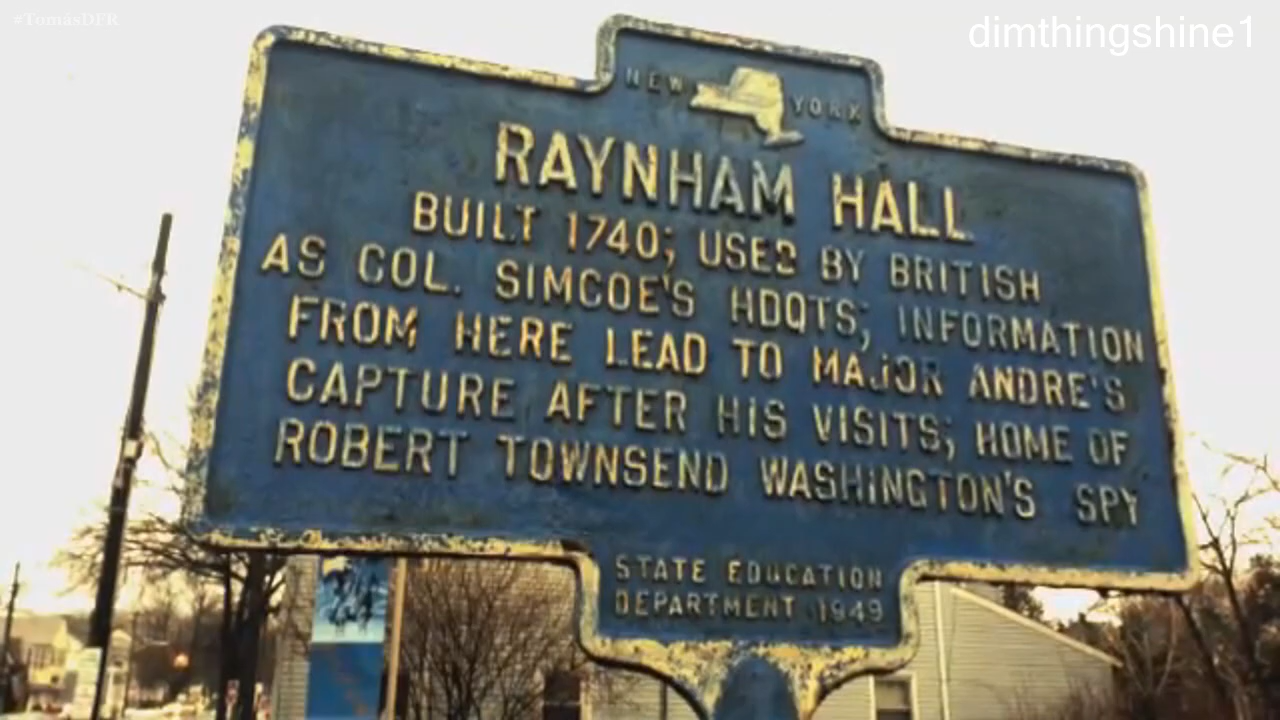 #TomásDFR
dimthingshine1
NEW YORK
RAYNHAM HALL
BUILT 1740; USED BY BRITISH
AS COL. SIMCOE'S HDQTS; INFORMATION
FROM HERE LEAD TO MAJOR ANDRE'S
CAPTURE AFTER HIS VISITS; HOME OF
ROBERT TOWNSEND WASHINGTON'S SPY
STATE EDUCATION
DEPARTMENT 1949